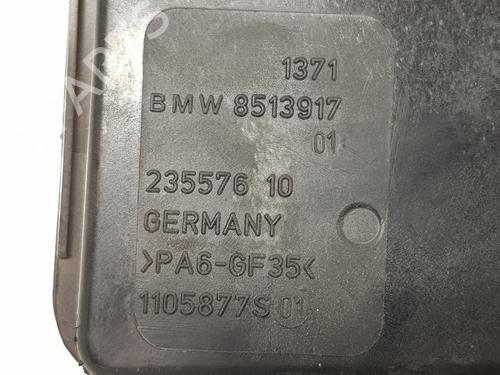 1371
BMW 8513917
01
235576 10
GERMANY
>PA6-GF35<
1105877S 01